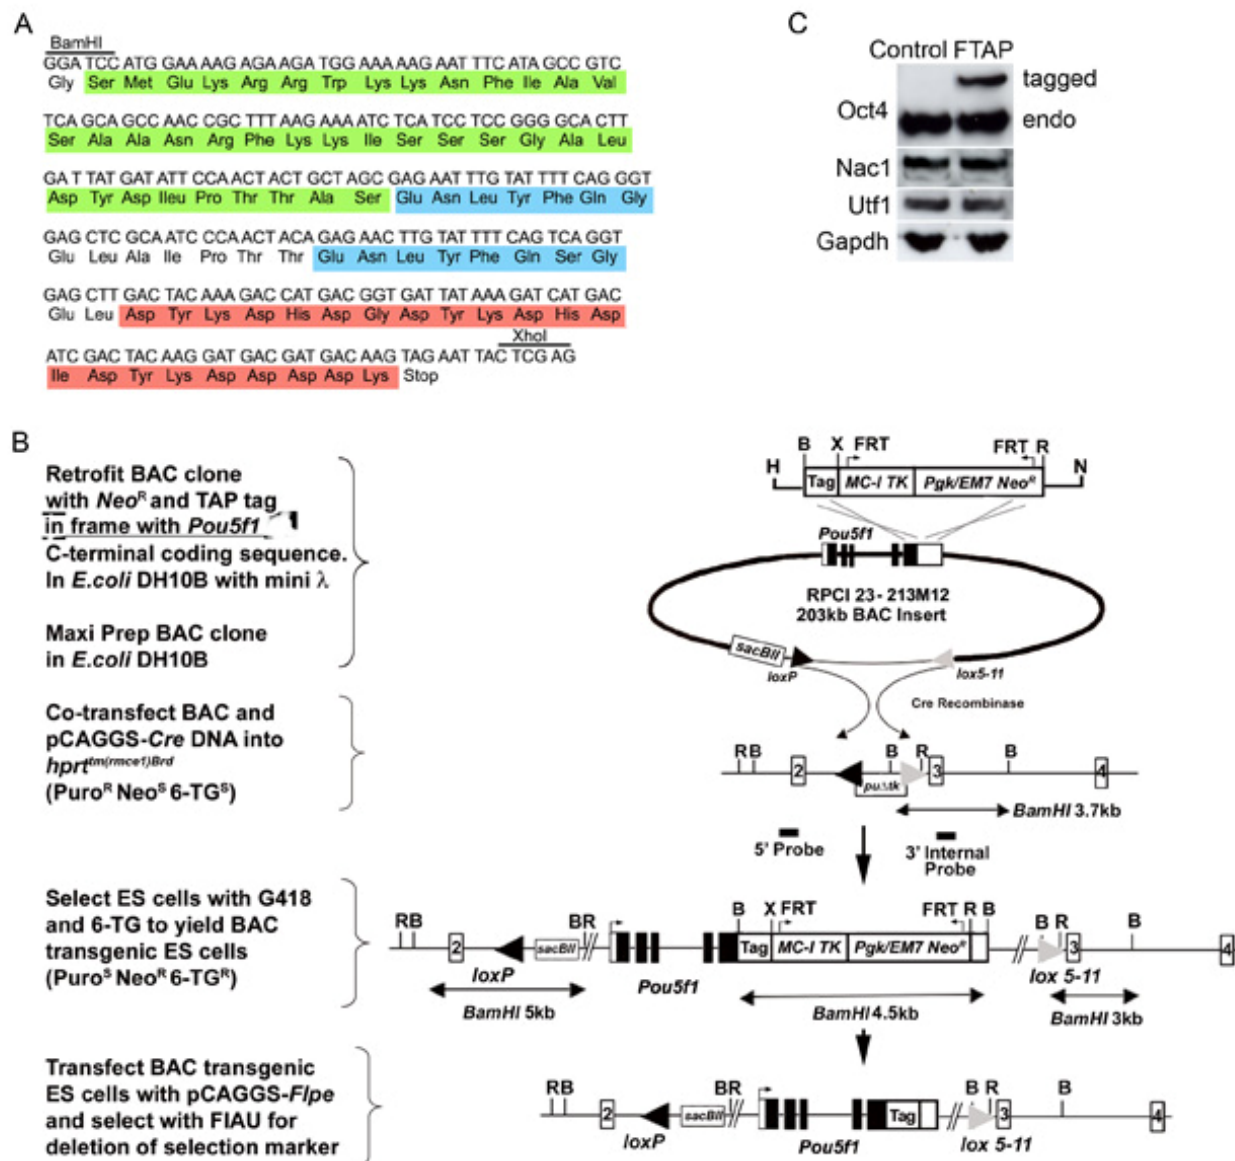 A
BamHI
GGA TCC ATG GAA AAG AGA AGA TGG AAA AAG AAT TTC ATA GCC GTC
Gly Ser Met Glu Lys Arg Arg Trp Lys Lys Asn Phe Ile Ala Val
TCA GCA GCC AAC CGC TTT AAG AAA ATC TCA TCC TCC GGG GCA CTT
Ser Ala Ala Asn Arg Phe Lys Lys Ile Ser Ser Ser Gly Ala Leu
GAT TAT GAT ATT CCA ACT ACT GCT AGC GAG AAT TTG TAT TTT CAG GGT
Asp Tyr Asp Ileu Pro Thr Thr Ala Ser Glu Asn Leu Tyr Phe Gln Gly
GAG CTC GCA ATC CCA ACT ACA GAG AAC TTG TAT TTT CAG TCA GGT
Glu Leu Ala Ile Pro Thr Thr Glu Asn Leu Tyr Phe Gln Ser Gly
GAG CTT GAC TAC AAA GAC CAT GAC GGT GAT TAT AAA GAT CAT GAC
Glu Leu Asp Tyr Lys Asp His Asp Gly Asp Tyr Lys Asp His Asp
XhoI
ATC GAC TAC AAG GAT GAC GAT GAC AAG TAG AAT TAC TCG AG
Ile Asp Tyr Lys Asp Asp Asp Asp Lys Stop
C
Control FTAP
Oct4 tagged
endo
Nac1
Utf1
Gapdh
B
Retrofit BAC clone
with NeoR and TAP tag
in frame with Pou5f1
C-terminal coding sequence.
In E.coli DH10B with mini λ
Maxi Prep BAC clone
in E.coli DH10B
Co-transfect BAC and
pCAGGS-Cre DNA into
hprttm(rmce1)Brd
(PuroR NeoS 6-TGS)
Select ES cells with G418
and 6-TG to yield BAC
transgenic ES cells
(PuroS NeoR 6-TGR)
Transfect BAC transgenic
ES cells with pCAGGS-Flpe
and select with FIAU for
deletion of selection marker
B X FRT FRT R
H N
Tag MC-I TK Pgk/EM7 NeoR
Pou5f1
RPCI 23-213M12
203kb BAC Insert
sacBII
loxP lox5-11
Cre Recombinase
RB B R B
2 3 4
puΔtk
BamHI 3.7kb
5' Probe 3' Internal
Probe
B X FRT FRT R B
RB BR B R B
2 sacBII Tag MC-I TK Pgk/EM7 NeoR 3 4
loxP Pou5f1 lox 5-11
BamHI 5kb BamHI 4.5kb BamHI 3kb
RB BR B R B
2 sacBII Tag 3 4
loxP Pou5f1 lox 5-11